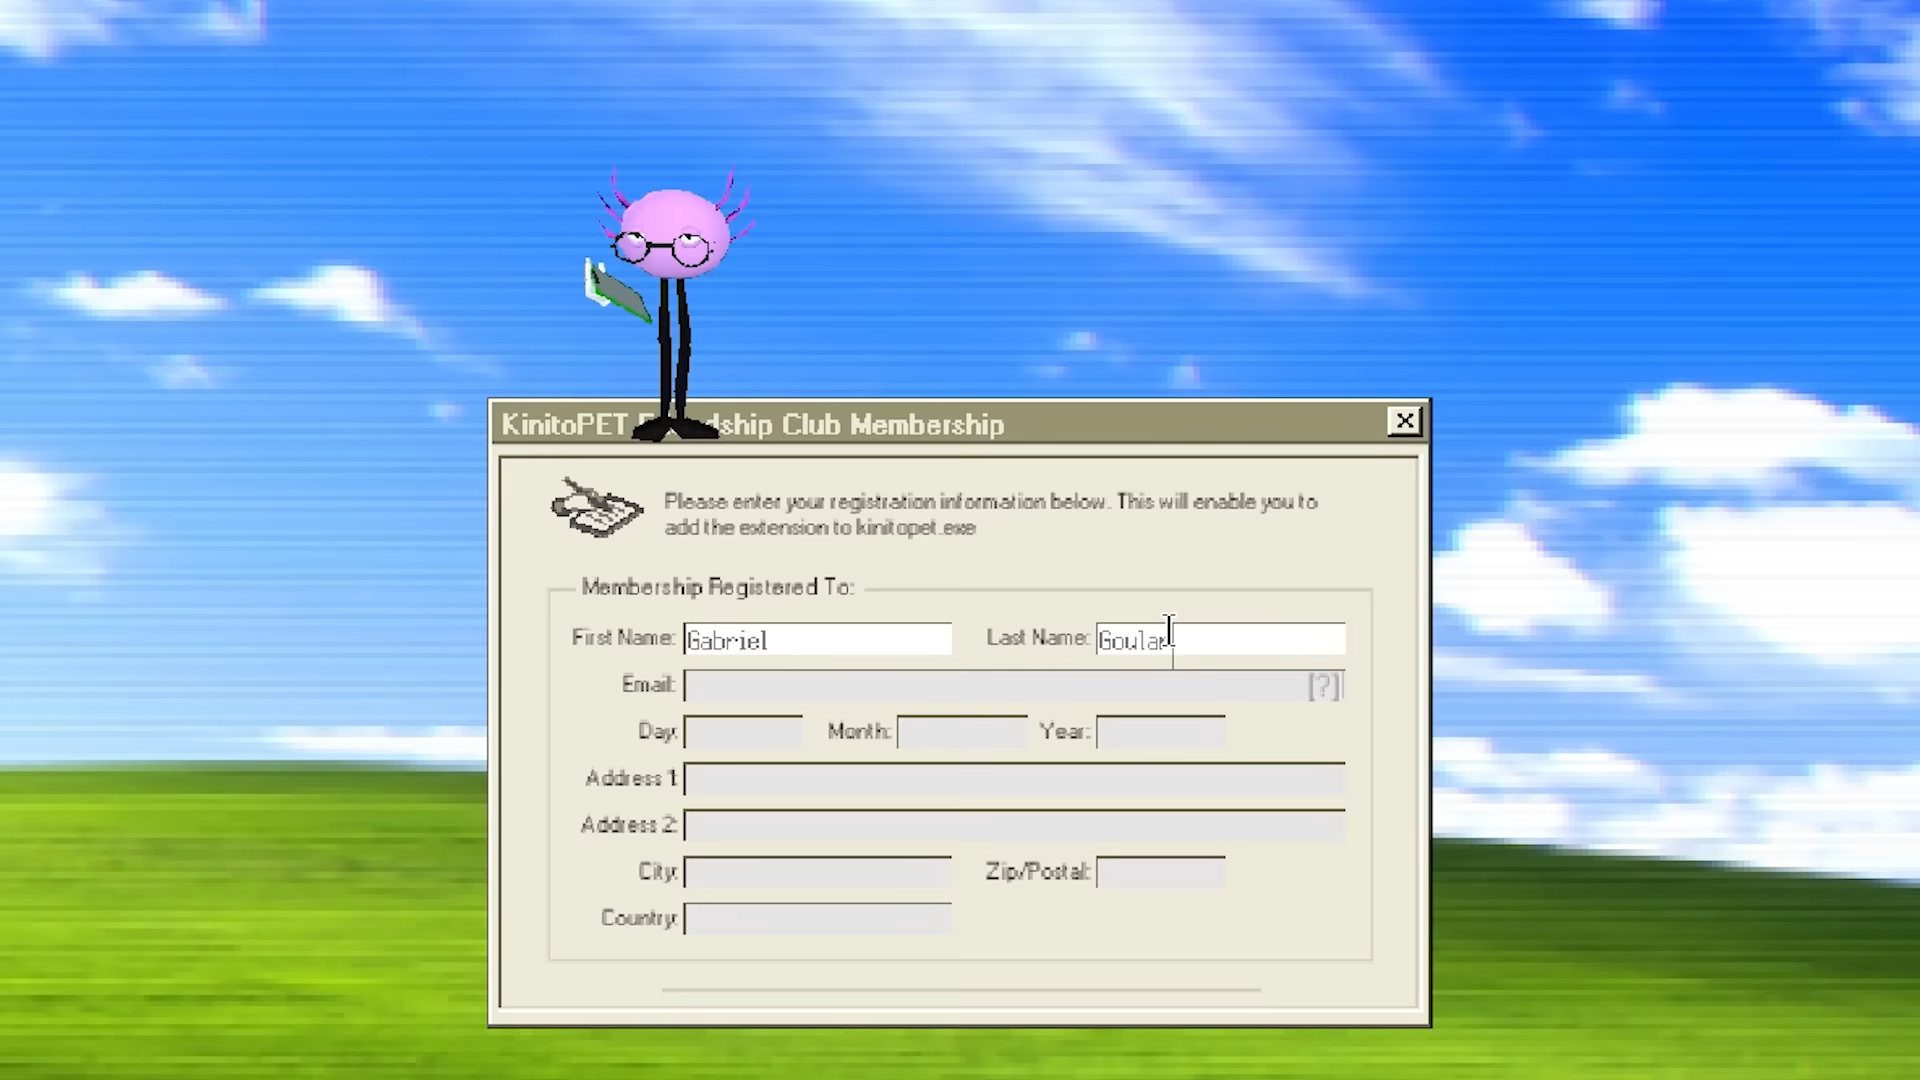 KinitoPET F ndship Club Membership
Please enter your registration information below. This will enable you to
add the extension to kinitopet.exe
Membership Registered To:
First Name: Gabriel Last Name: Goular
Email: [?]
Day: Month: Year:
Address 1:
Address 2:
City: Zip/Postal:
Country: